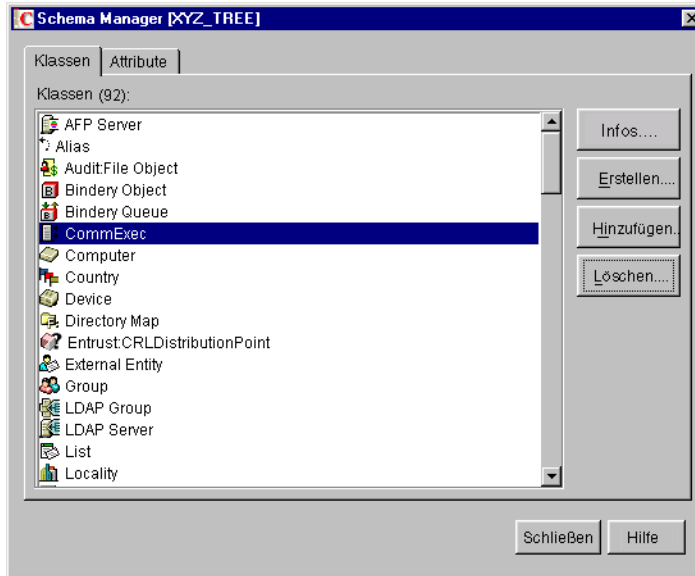 Schema Manager [XYZ_TREE]
Klassen
Attribute
Klassen (92):
AFP Server
Alias
Audit:File Object
Bindery Object
Bindery Queue
CommExec
Computer
Country
Device
Directory Map
Entrust:CRLDistributionPoint
External Entity
Group
LDAP Group
LDAP Server
List
Locality
Infos....
Erstellen....
Hinzufügen..
Löschen....
Schließen
Hilfe